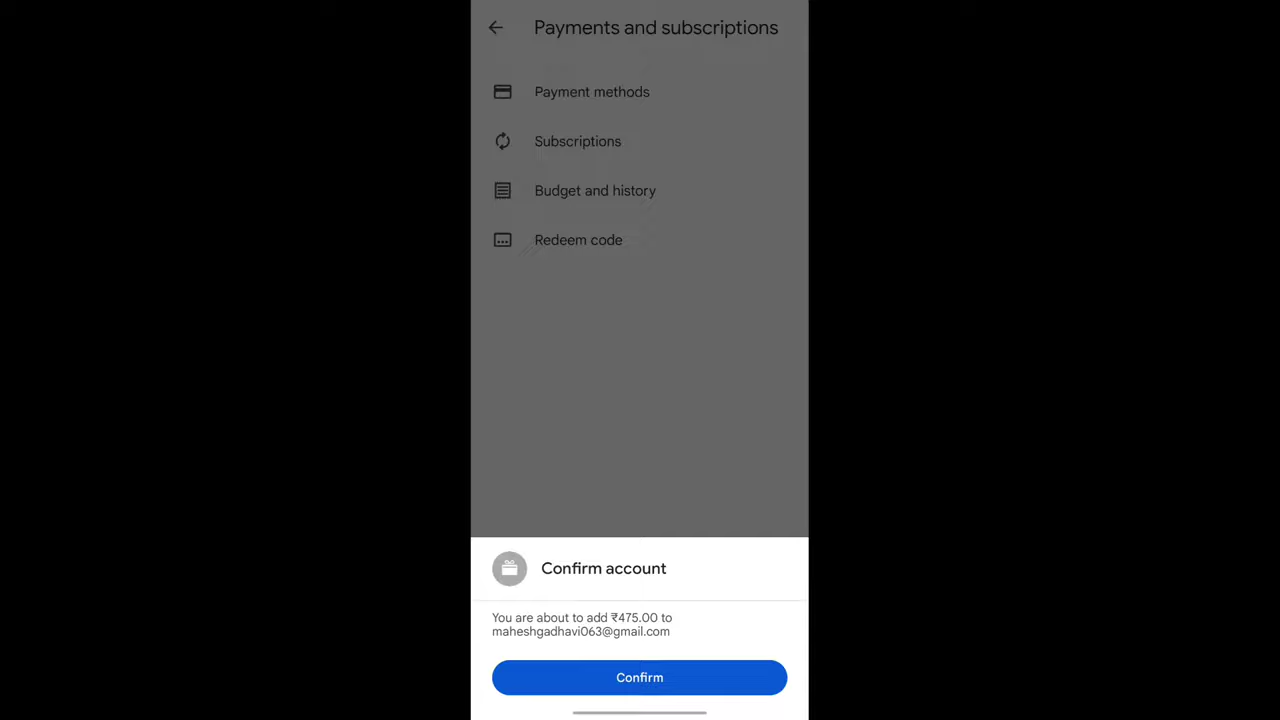 Payments and subscriptions
Payment methods
Subscriptions
Budget and history
Redeem code
Confirm account
You are about to add ₹475.00 to
maheshgadhavi063@gmail.com
Confirm